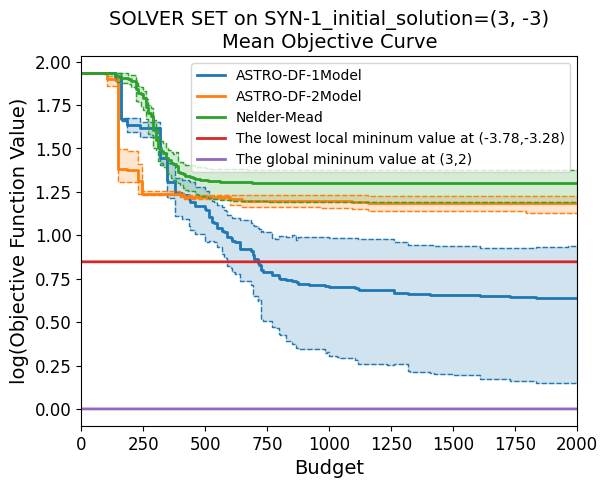 SOLVER SET on SYN-1_initial_solution=(3, -3)
Mean Objective Curve
log(Objective Function Value)
2.00
1.75
1.50
1.25
1.00
0.75
0.50
0.25
0.00
ASTRO-DF-1Model
ASTRO-DF-2Model
Nelder-Mead
The lowest local mininum value at (-3.78,-3.28)
The global mininum value at (3,2)
0 250 500 750 1000 1250 1500 1750 2000
Budget